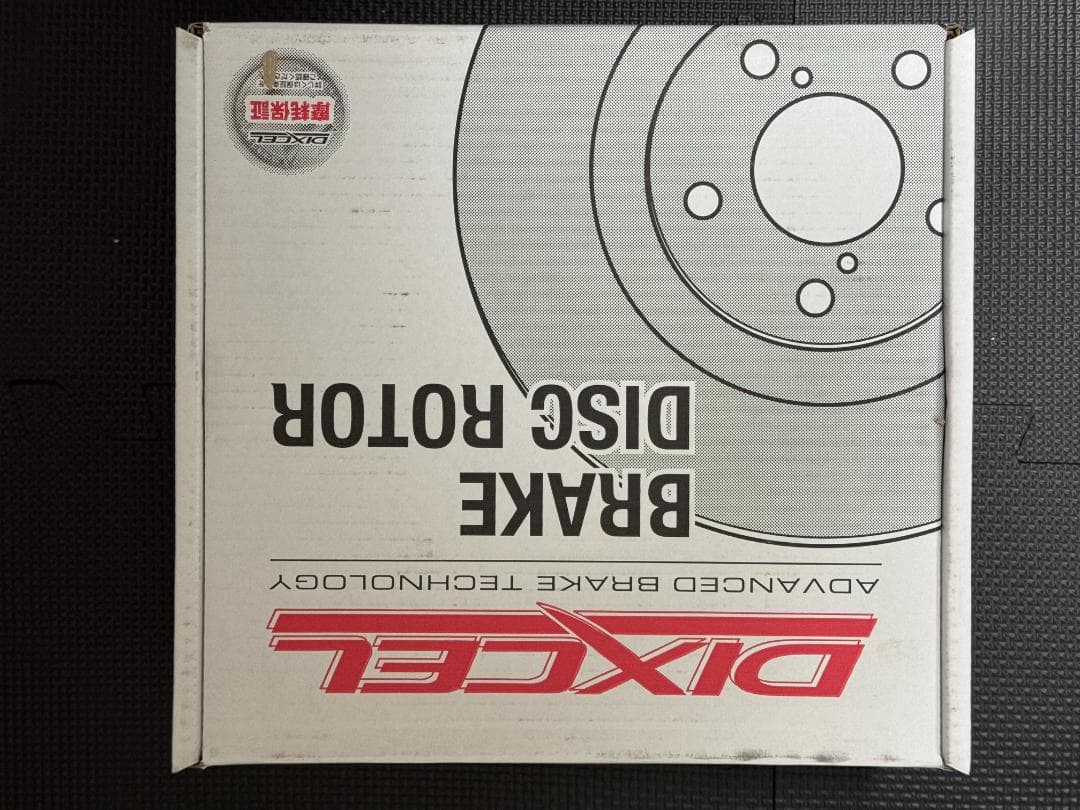 DIXCEL
ADVANCED BRAKE TECHNOLOGY
BRAKE
DISC ROTOR
DIXCEL
摩耗保証